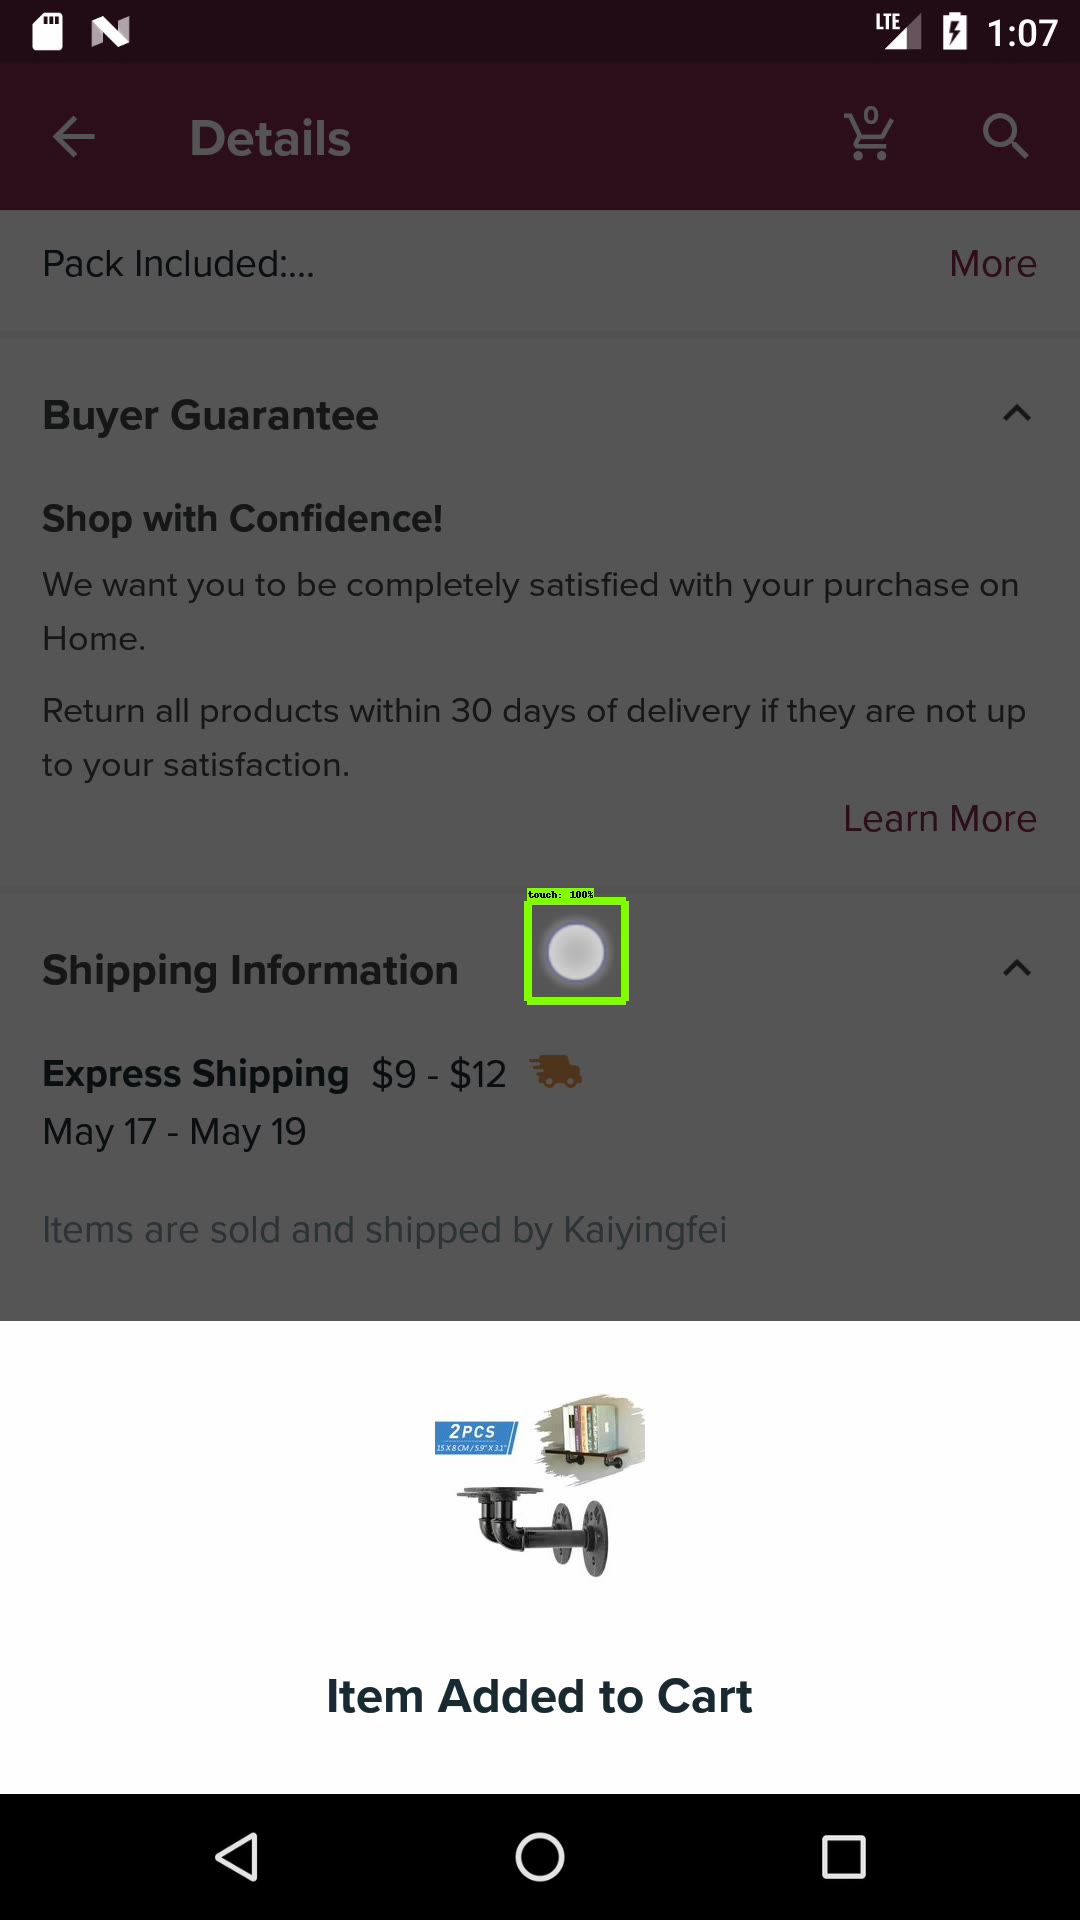 LTE 1:07
Details 0
Pack Included:... More
Buyer Guarantee
Shop with Confidence!
We want you to be completely satisfied with your purchase on
Home.
Return all products within 30 days of delivery if they are not up
to your satisfaction.
Learn More
touch: 100%
Shipping Information
Express Shipping $9 - $12
May 17 - May 19
Items are sold and shipped by Kaiyingfei
2PCS
15 X 8 CM / 5.9" X 3.1"
Item Added to Cart